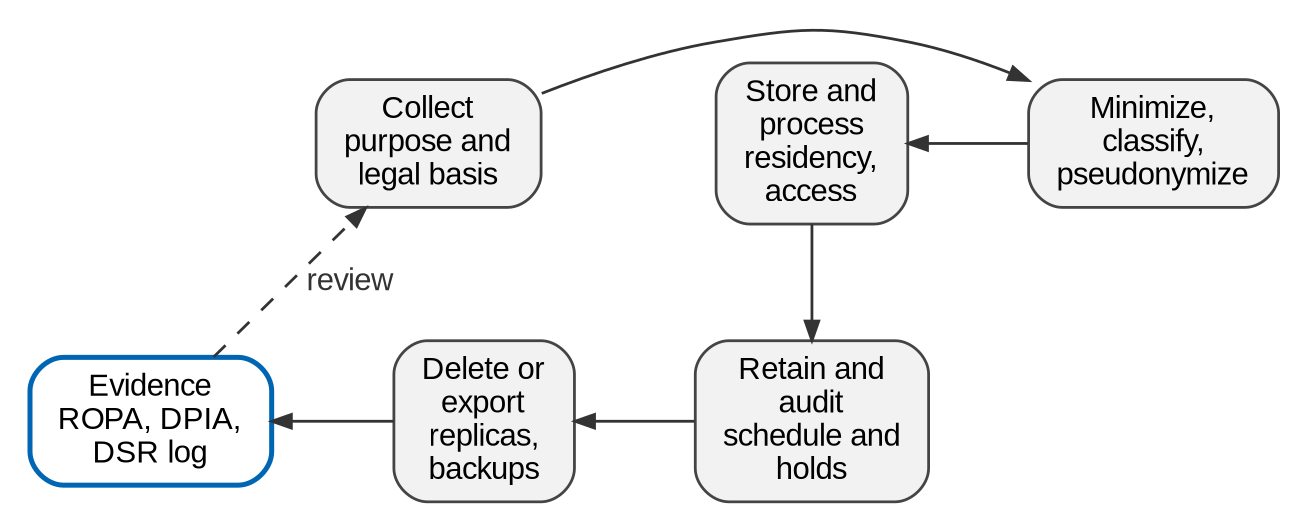 Collect
purpose and
legal basis
Store and
process
residency,
access
Minimize,
classify,
pseudonymize
review
Evidence
ROPA, DPIA,
DSR log
Delete or
export
replicas,
backups
Retain and
audit
schedule and
holds